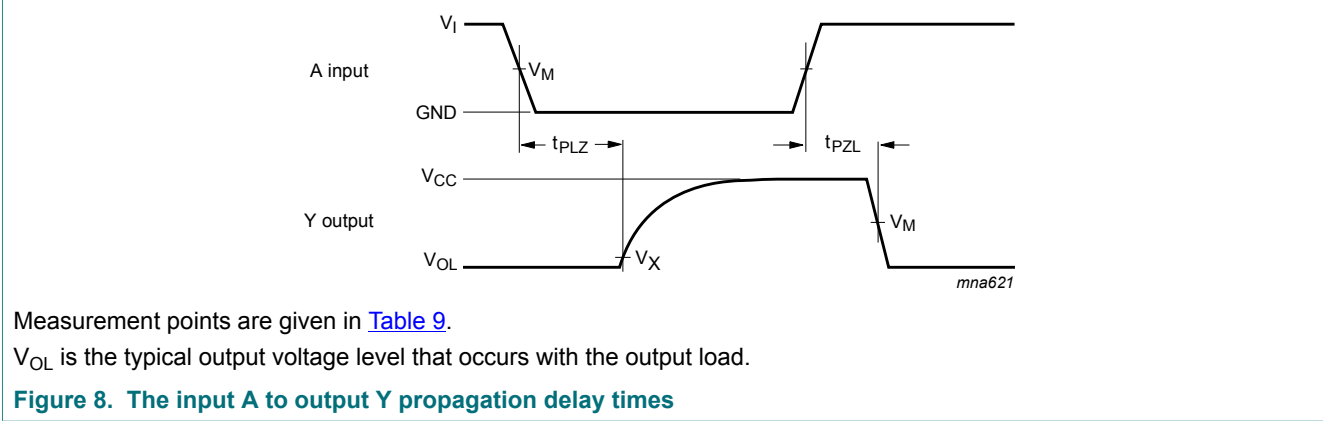 V_I
A input
V_M
GND
t_PLZ
t_PZL
V_CC
Y output
V_M
V_OL
V_X
mna621
Measurement points are given in Table 9.
V_OL is the typical output voltage level that occurs with the output load.
Figure 8. The input A to output Y propagation delay times